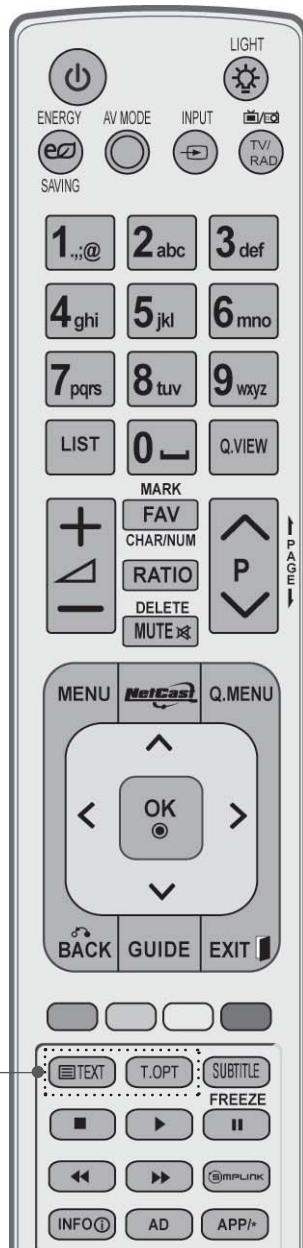 LIGHT
ENERGY AV MODE INPUT
TV/
RAD
SAVING
1.,;@ 2abc 3def
4ghi 5jkl 6mno
7pqrs 8tuv 9wxyz
LIST 0 Q.VIEW
MARK
FAV
CHAR/NUM
RATIO P
PAGE
DELETE
MUTE
MENU NetCast Q.MENU
OK
BACK GUIDE EXIT
TEXT T.OPT SUBTITLE
FREEZE
SIMPLINK
INFO AD APP/*